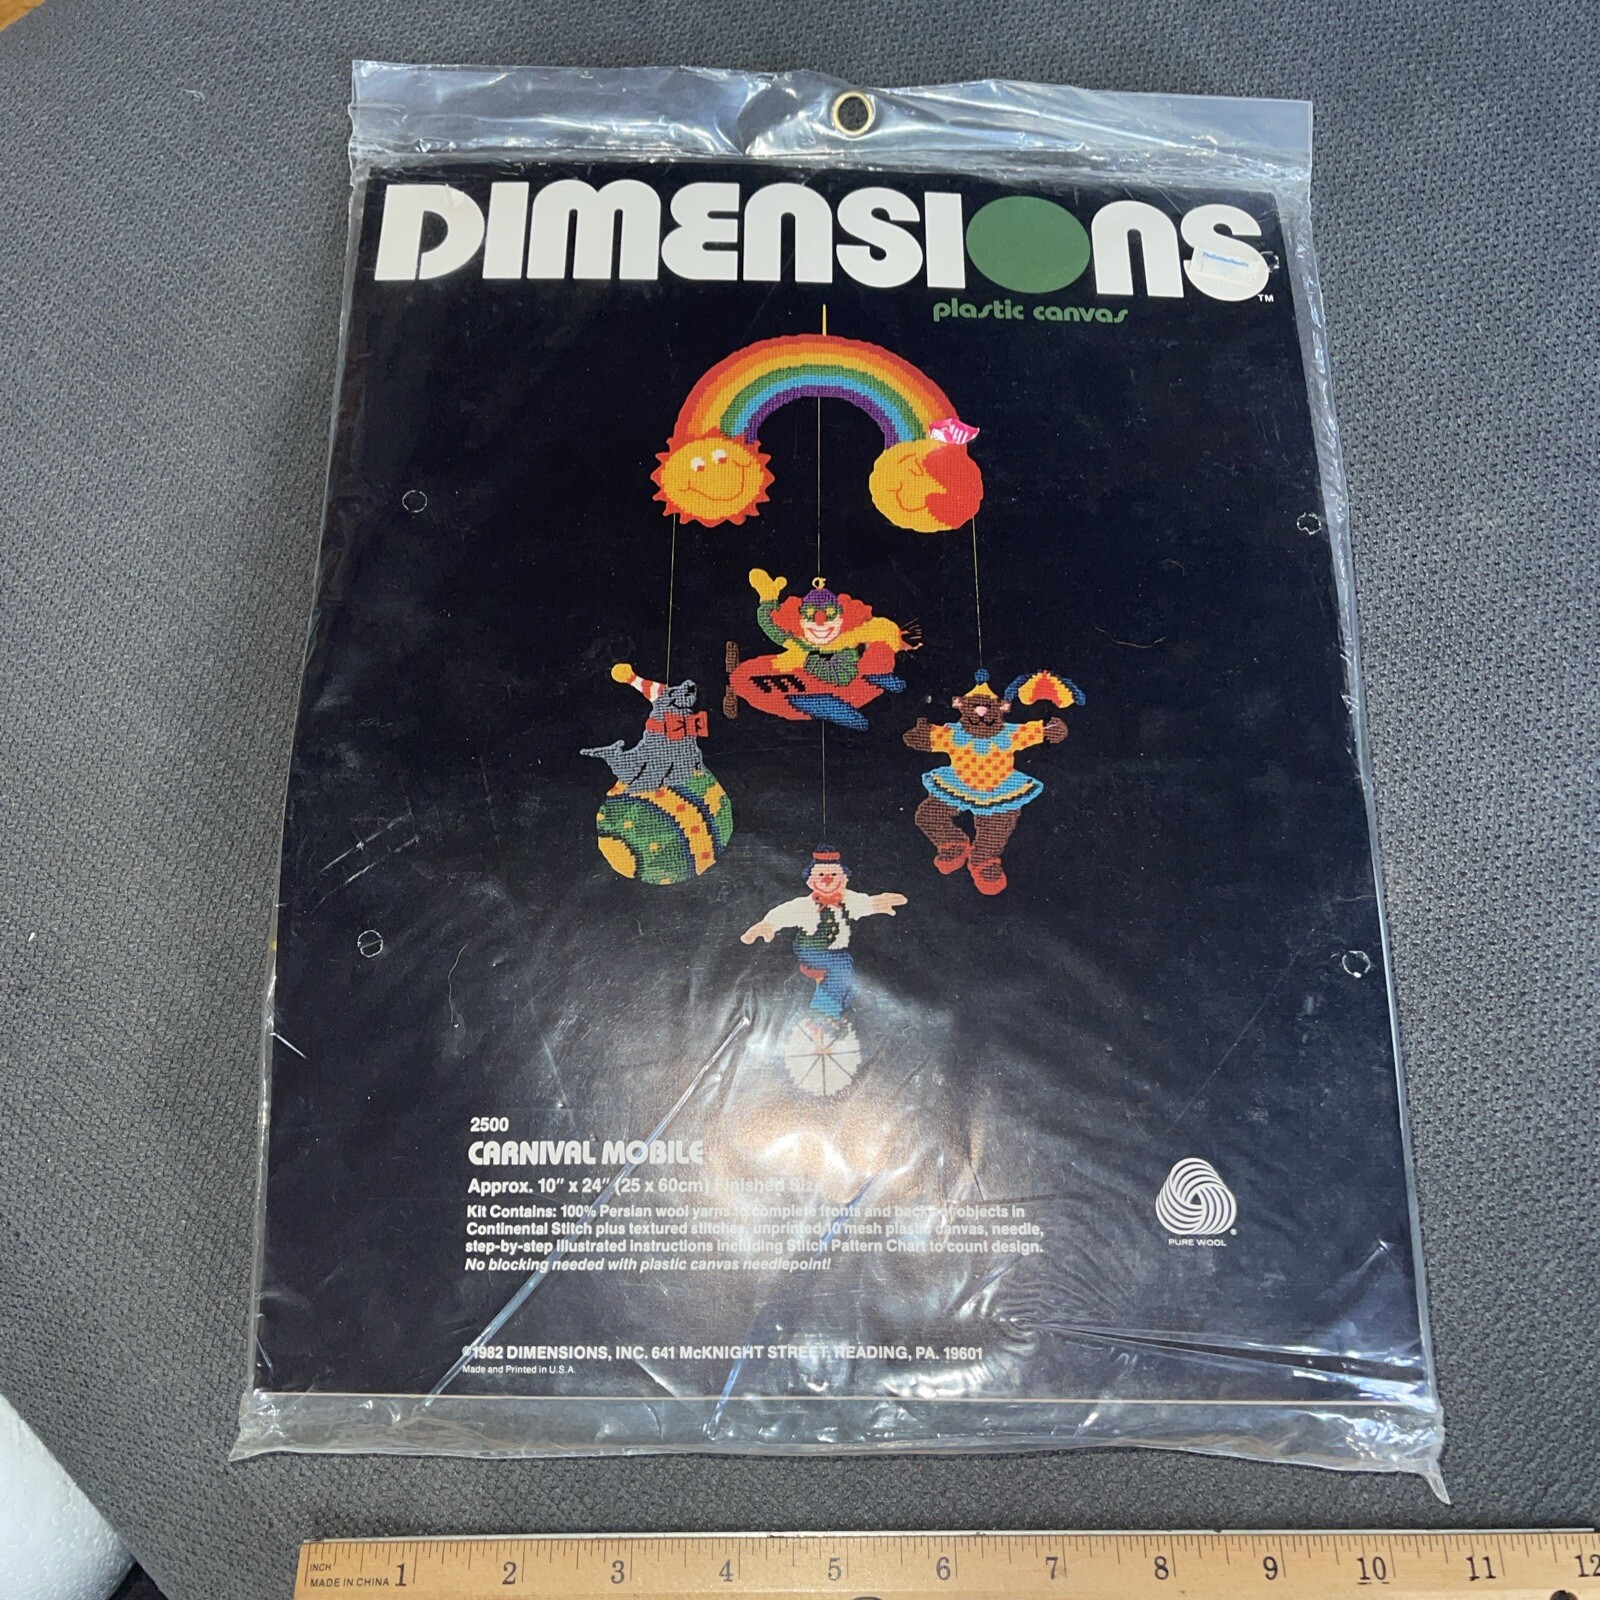 DIMENSIONS™
plastic canvas
2500
CARNIVAL MOBILE
Approx. 10" x 24" (25 x 60cm) Finished Size
Kit Contains: 100% Persian wool yarns to complete fronts and backs of objects in
Continental Stitch plus textured stitches, unprinted 10 mesh plastic canvas, needle,
step-by-step illustrated instructions including Stitch Pattern Chart to count design.
No blocking needed with plastic canvas needlepoint!
PURE WOOL
®
©1982 DIMENSIONS, INC. 641 McKNIGHT STREET, READING, PA. 19601
Made and Printed in U.S.A.
INCH
MADE IN CHINA 1 2 3 4 5 6 7 8 9 10 11 12